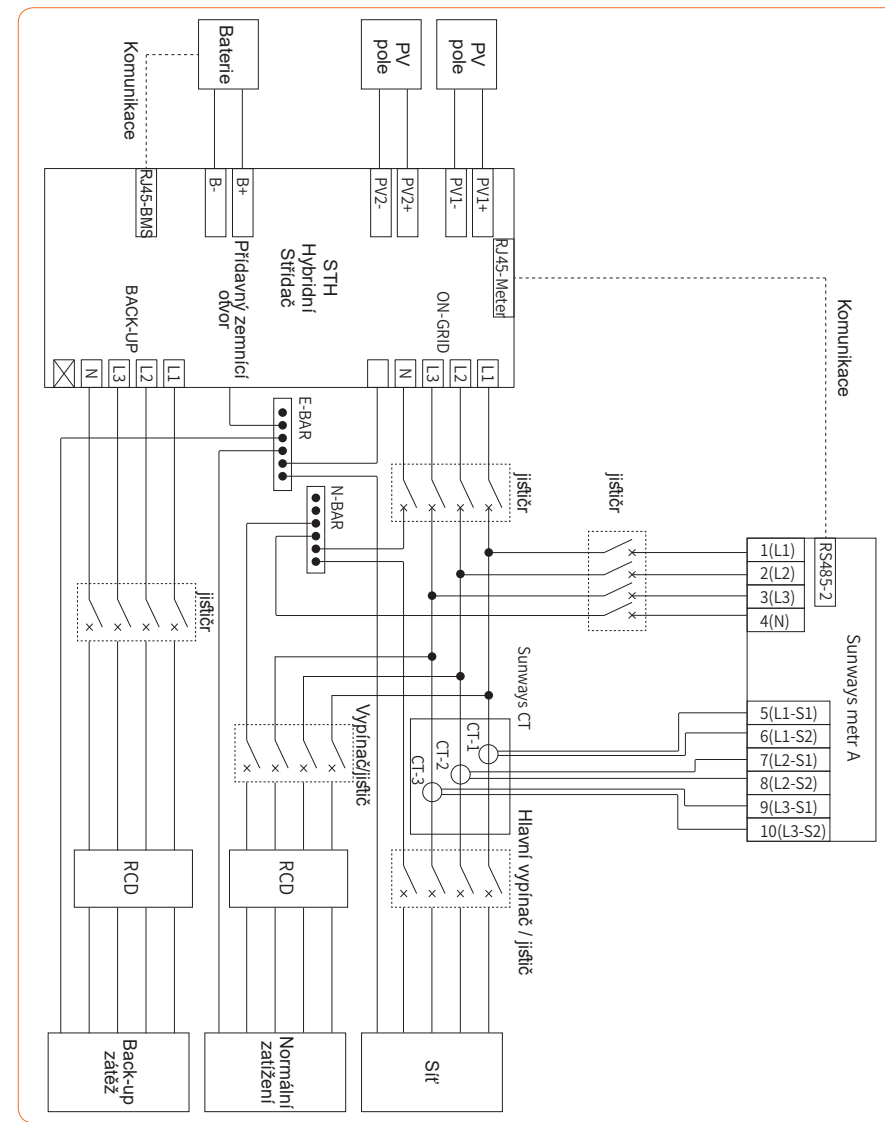 Baterie
PV
pole
PV
pole
Komunikace
RJ45-BMS
B-
B+
PV2-
PV2+
PV1-
PV1+
RJ45-Meter
Komunikace
STH
Hybridní
Střídač
Přídavný zemnící
otvor
BACK-UP
ON-GRID
N
L3
L2
L1
N
L3
L2
L1
E-BAR
N-BAR
jističr
jističr
jističr
RS485-2
1(L1)
2(L2)
3(L3)
4(N)
Sunways metr A
5(L1-S1)
6(L1-S2)
7(L2-S1)
8(L2-S2)
9(L3-S1)
10(L3-S2)
Sunways CT
CT-1
CT-2
CT-3
Vypínač/jistič
Hlavní vypínač / jistič
RCD
RCD
Back-up
zátěž
Normální
zatížení
Síť